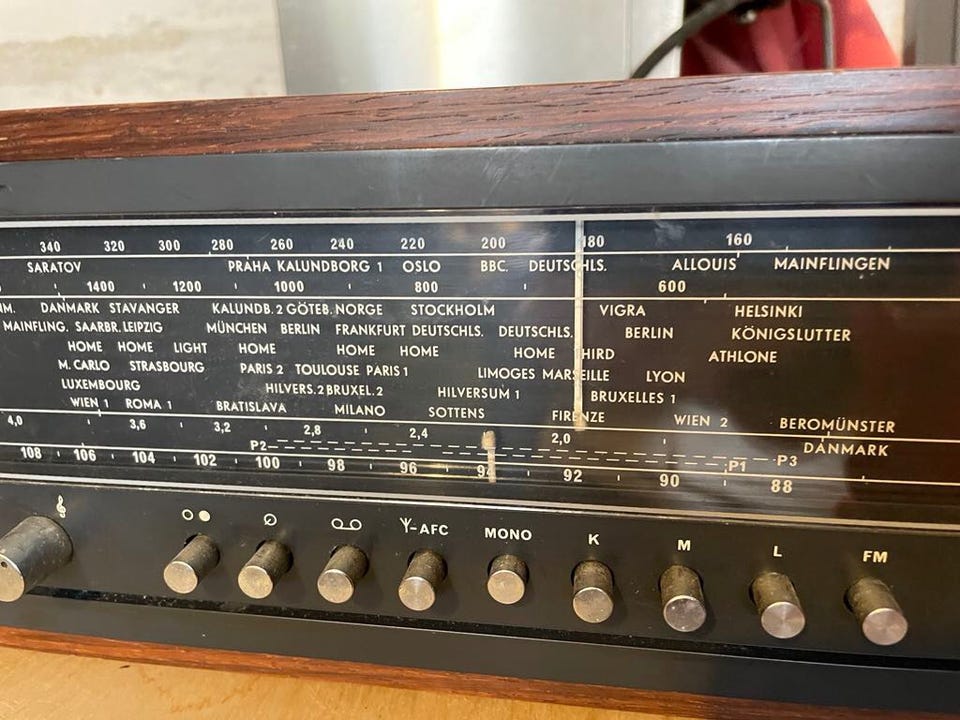 340 320 300 280 260 240 220 200 180 160
SARATOV PRAHA KALUNDBORG 1 OSLO BBC. DEUTSCHLS. ALLOUIS MAINFLINGEN
1400 1200 1000 800 600
DANMARK STAVANGER KALUNDB. 2 GÖTEB. NORGE STOCKHOLM VIGRA HELSINKI
MAINFLING. SAARBR. LEIPZIG MÜNCHEN BERLIN FRANKFURT DEUTSCHLS. DEUTSCHLS. BERLIN KÖNIGSLUTTER
HOME HOME LIGHT HOME HOME HOME HOME THIRD ATHLONE
M. CARLO STRASBOURG PARIS 2 TOULOUSE PARIS 1 LIMOGES MARSEILLE LYON
LUXEMBOURG HILVERS. 2 BRUXEL. 2 HILVERSUM 1 BRUXELLES 1
WIEN 1 ROMA 1 BRATISLAVA MILANO SOTTENS FIRENZE WIEN 2 BEROMÜNSTER
4,0 3,6 3,2 2,8 2,4 2,0 DANMARK
P2 P1 P3
108 106 104 102 100 98 96 94 92 90 88
AFC MONO K M L FM